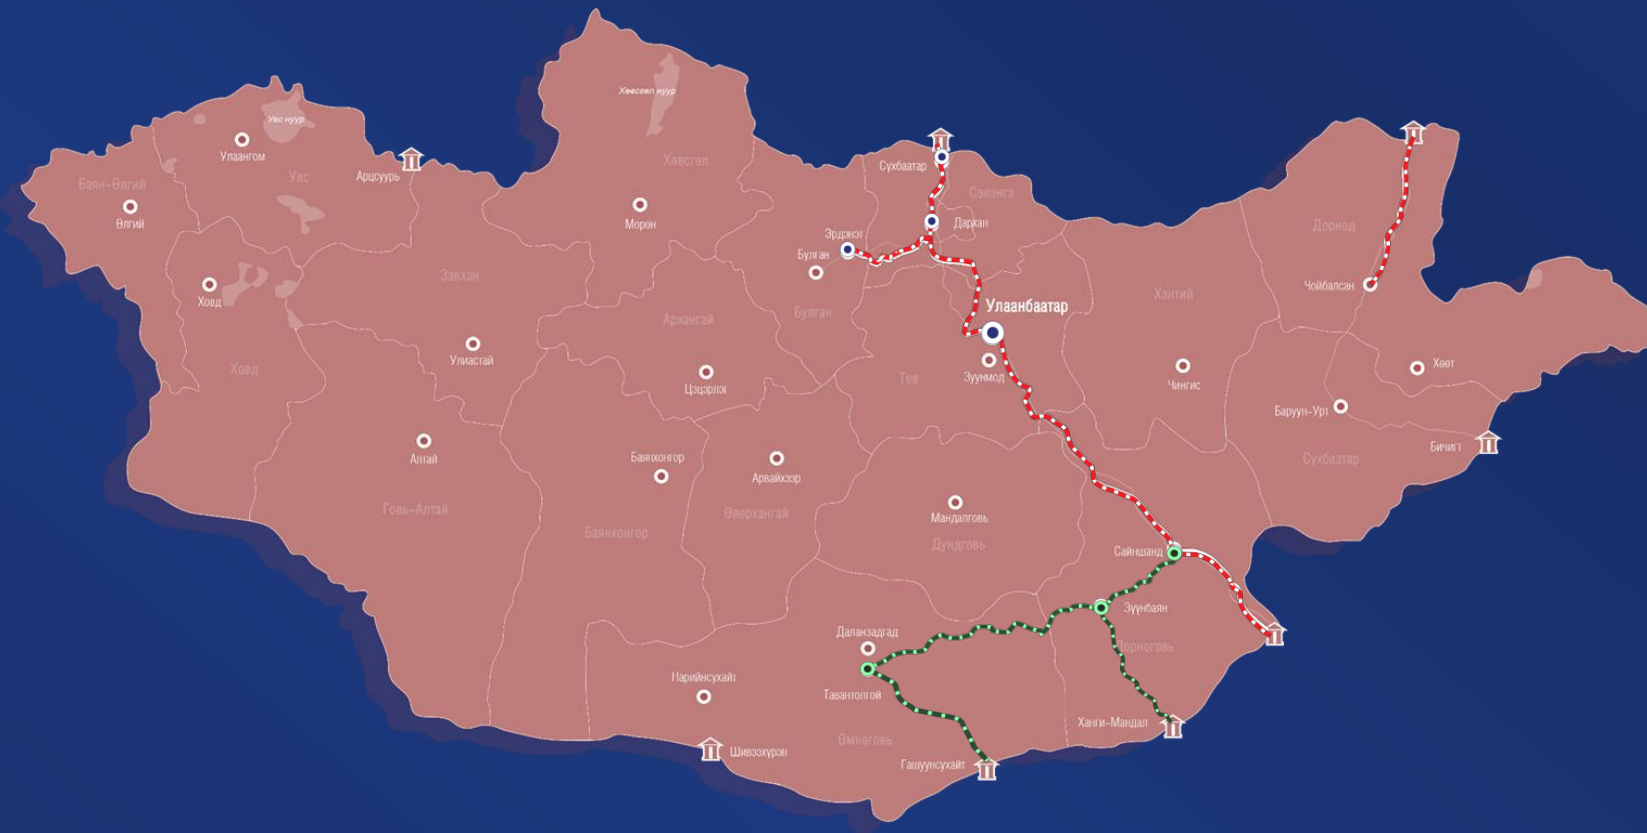 Хөвсгөл нуур
Увс нуур
Улаангом
Арцсуурь
Увс
Баян-Өлгий
Өлгий
Хөвсгөл
Мөрөн
Сүхбаатар
Сэлэнгэ
Дархан
Эрдэнэт
Булган
Дорнод
Чойбалсан
Завхан
Ховд
Архангай
Булган
Улаанбаатар
Хэнтий
Улиастай
Ховд
Цэцэрлэг
Төв
Зуунмод
Чингис
Хөөт
Баруун-Урт
Бичигт
Сүхбаатар
Алтай
Баянхонгор
Арвайхээр
Говь-Алтай
Баянхонгор
Өвөрхангай
Мандалговь
Дундговь
Сайншанд
Зүүнбаян
Даланзадгад
Дорноговь
Нарийнсухайт
Тавантолгой
Ханги-Мандал
Өмнөговь
Шивээхүрэн
Гашуунсухайт